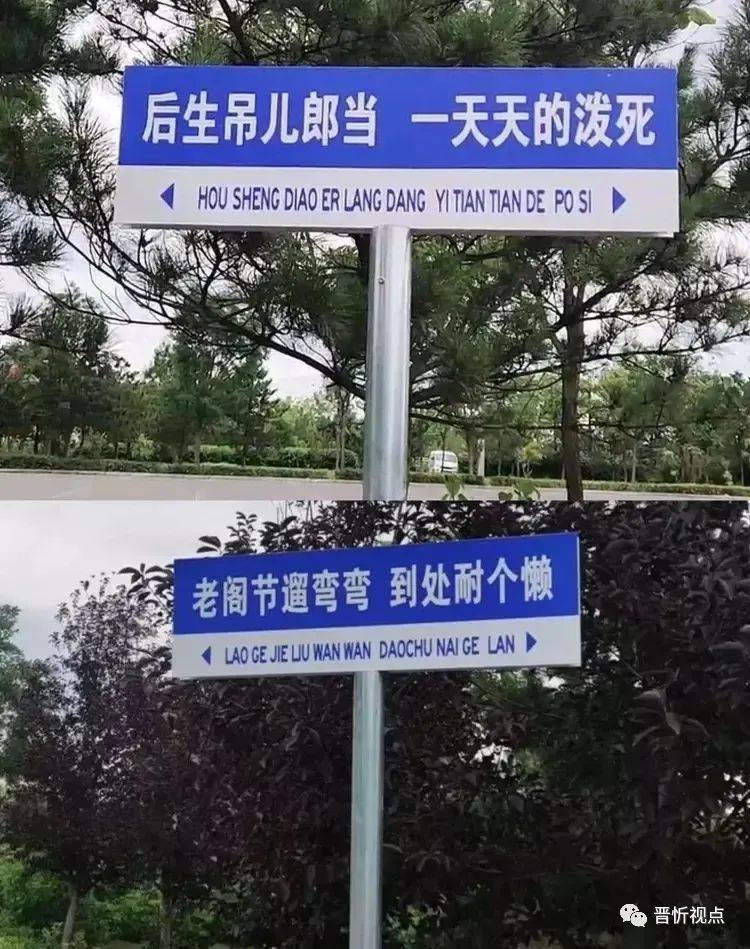 后生吊儿郎当 一天天的泼死
HOU SHENG DIAO ER LANG DANG YI TIAN TIAN DE PO SI
老阁节遛弯弯 到处耐个懒
LAO GE JIE LIU WAN WAN DAOCHU NAI GE LAN
晋忻视点